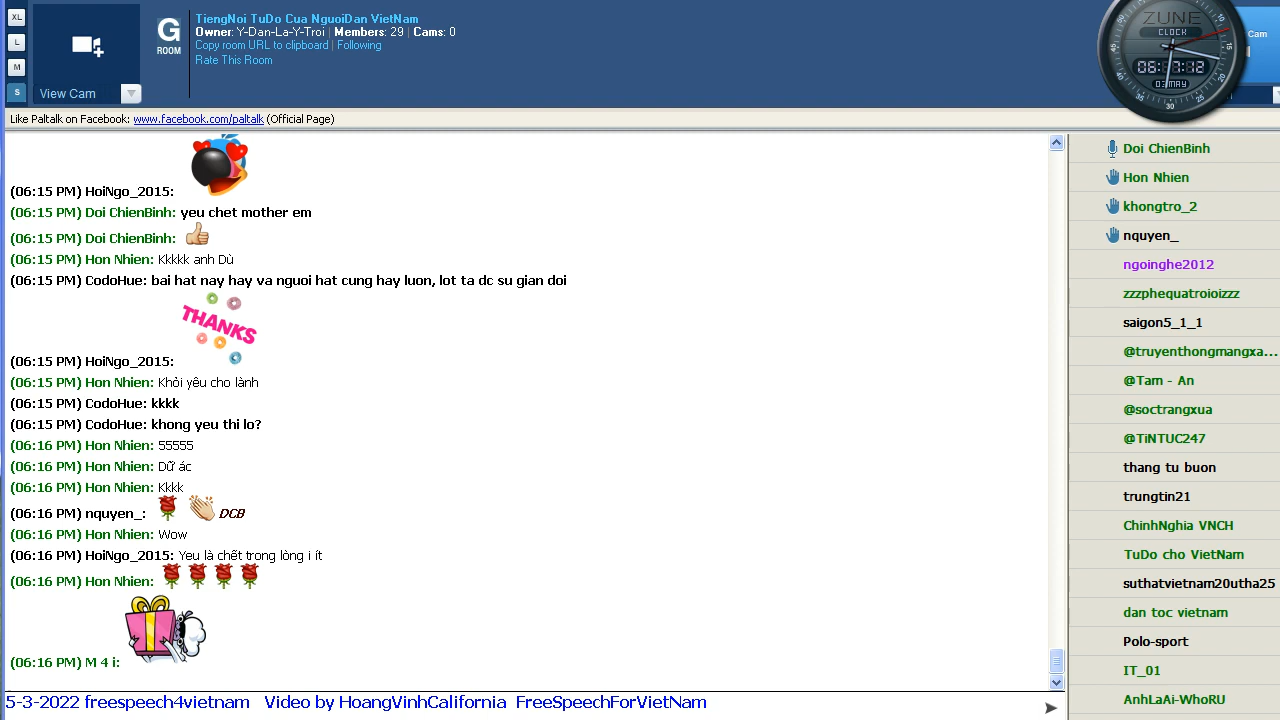 XL
L
M
S
View Cam
G
ROOM
TiengNoi TuDo Cua NguoiDan VietNam
Owner: Y-Dan-La-Y-Troi | Members: 29 | Cams: 0
Copy room URL to clipboard | Following
Rate This Room
ZUNE
CLOCK
03 MAY
Cam
Like Paltalk on Facebook: www.facebook.com/paltalk (Official Page)
(06:15 PM) HoiNgo_2015:
(06:15 PM) Doi ChienBinh: yeu chet mother em
(06:15 PM) Doi ChienBinh:
(06:15 PM) Hon Nhien: Kkkkk anh Dù
(06:15 PM) CodoHue: bai hat nay hay va nguoi hat cung hay luon, lot ta dc su gian doi
THANKS
(06:15 PM) HoiNgo_2015:
(06:15 PM) Hon Nhien: Khỏi yêu cho lành
(06:15 PM) CodoHue: kkkk
(06:15 PM) CodoHue: khong yeu thi lo?
(06:16 PM) Hon Nhien: 55555
(06:16 PM) Hon Nhien: Dữ ác
(06:16 PM) Hon Nhien: Kkkk
(06:16 PM) nquyen_: DCB
(06:16 PM) Hon Nhien: Wow
(06:16 PM) HoiNgo_2015: Yeu là chết trong lòng i ít
(06:16 PM) Hon Nhien:
(06:16 PM) M 4 i:
Doi ChienBinh
Hon Nhien
khongtro_2
nquyen_
ngoinghe2012
zzzphequatroioizzz
saigon5_1_1
@truyenthongmangxa...
@Tam - An
@soctrangxua
@TiNTUC247
thang tu buon
trungtin21
ChinhNghia VNCH
TuDo cho VietNam
suthatvietnam20utha25
dan toc vietnam
Polo-sport
IT_01
AnhLaAi-WhoRU
5-3-2022 freespeech4vietnam Video by HoangVinhCalifornia FreeSpeechForVietNam